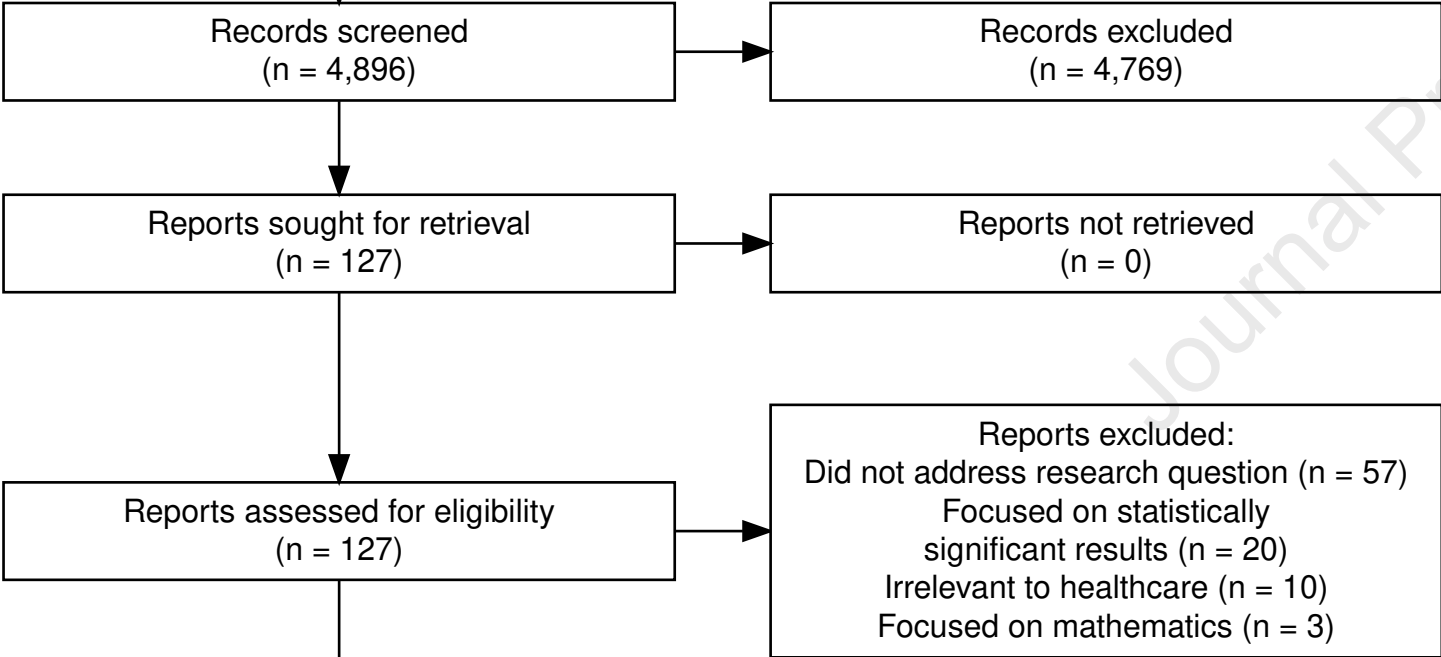 Records screened
(n = 4,896)
Records excluded
(n = 4,769)
Reports sought for retrieval
(n = 127)
Reports not retrieved
(n = 0)
Reports assessed for eligibility
(n = 127)
Reports excluded:
Did not address research question (n = 57)
Focused on statistically
significant results (n = 20)
Irrelevant to healthcare (n = 10)
Focused on mathematics (n = 3)
Journal